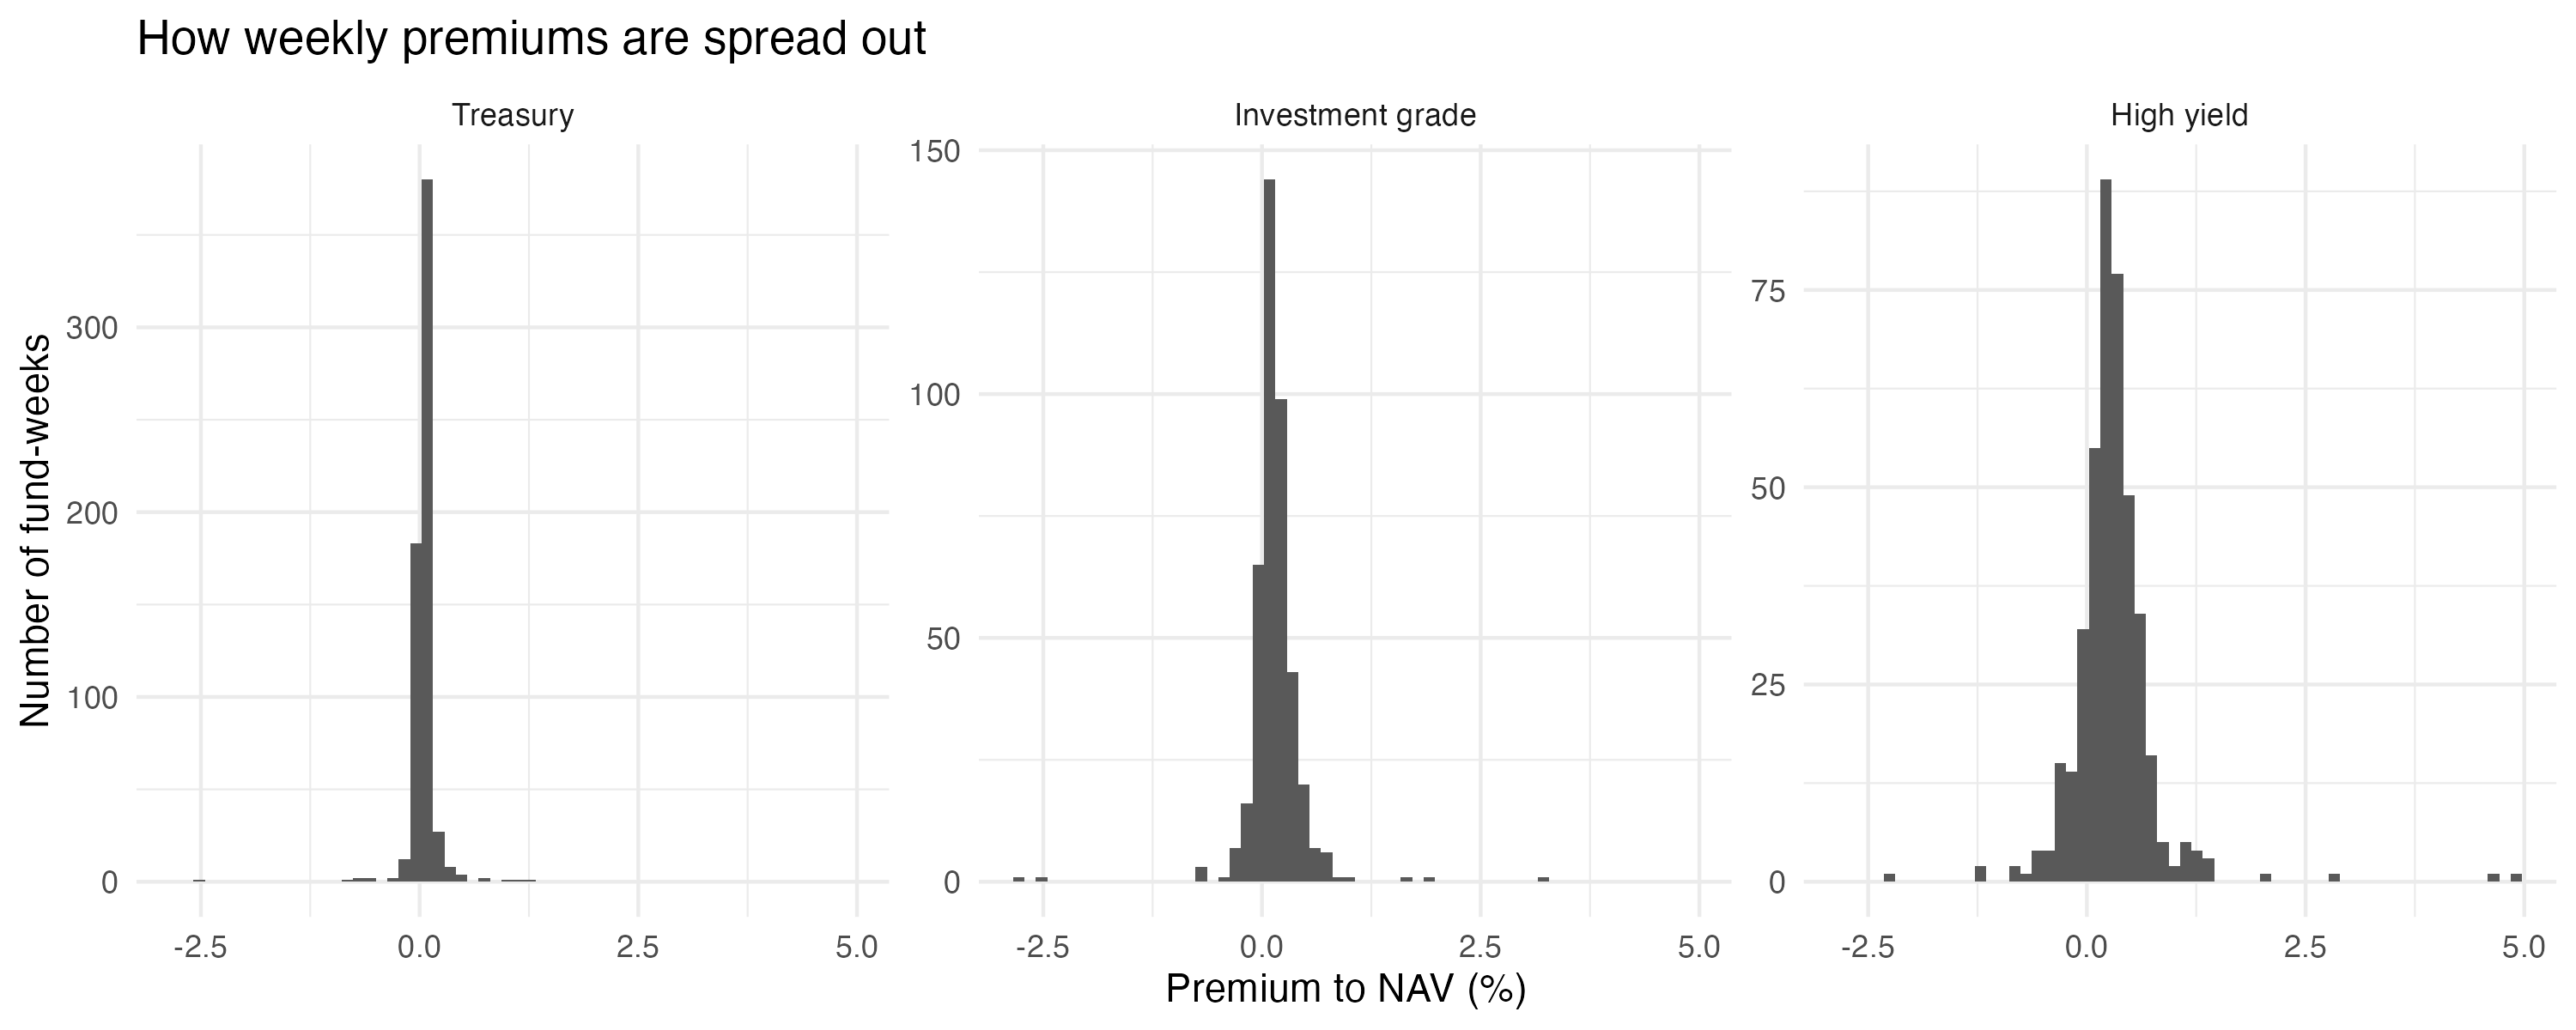 How weekly premiums are spread out
Treasury
Investment grade
High yield
Number of fund-weeks
300
200
100
0
150
100
50
0
75
50
25
0
-2.5 0.0 2.5 5.0
-2.5 0.0 2.5 5.0
-2.5 0.0 2.5 5.0
Premium to NAV (%)